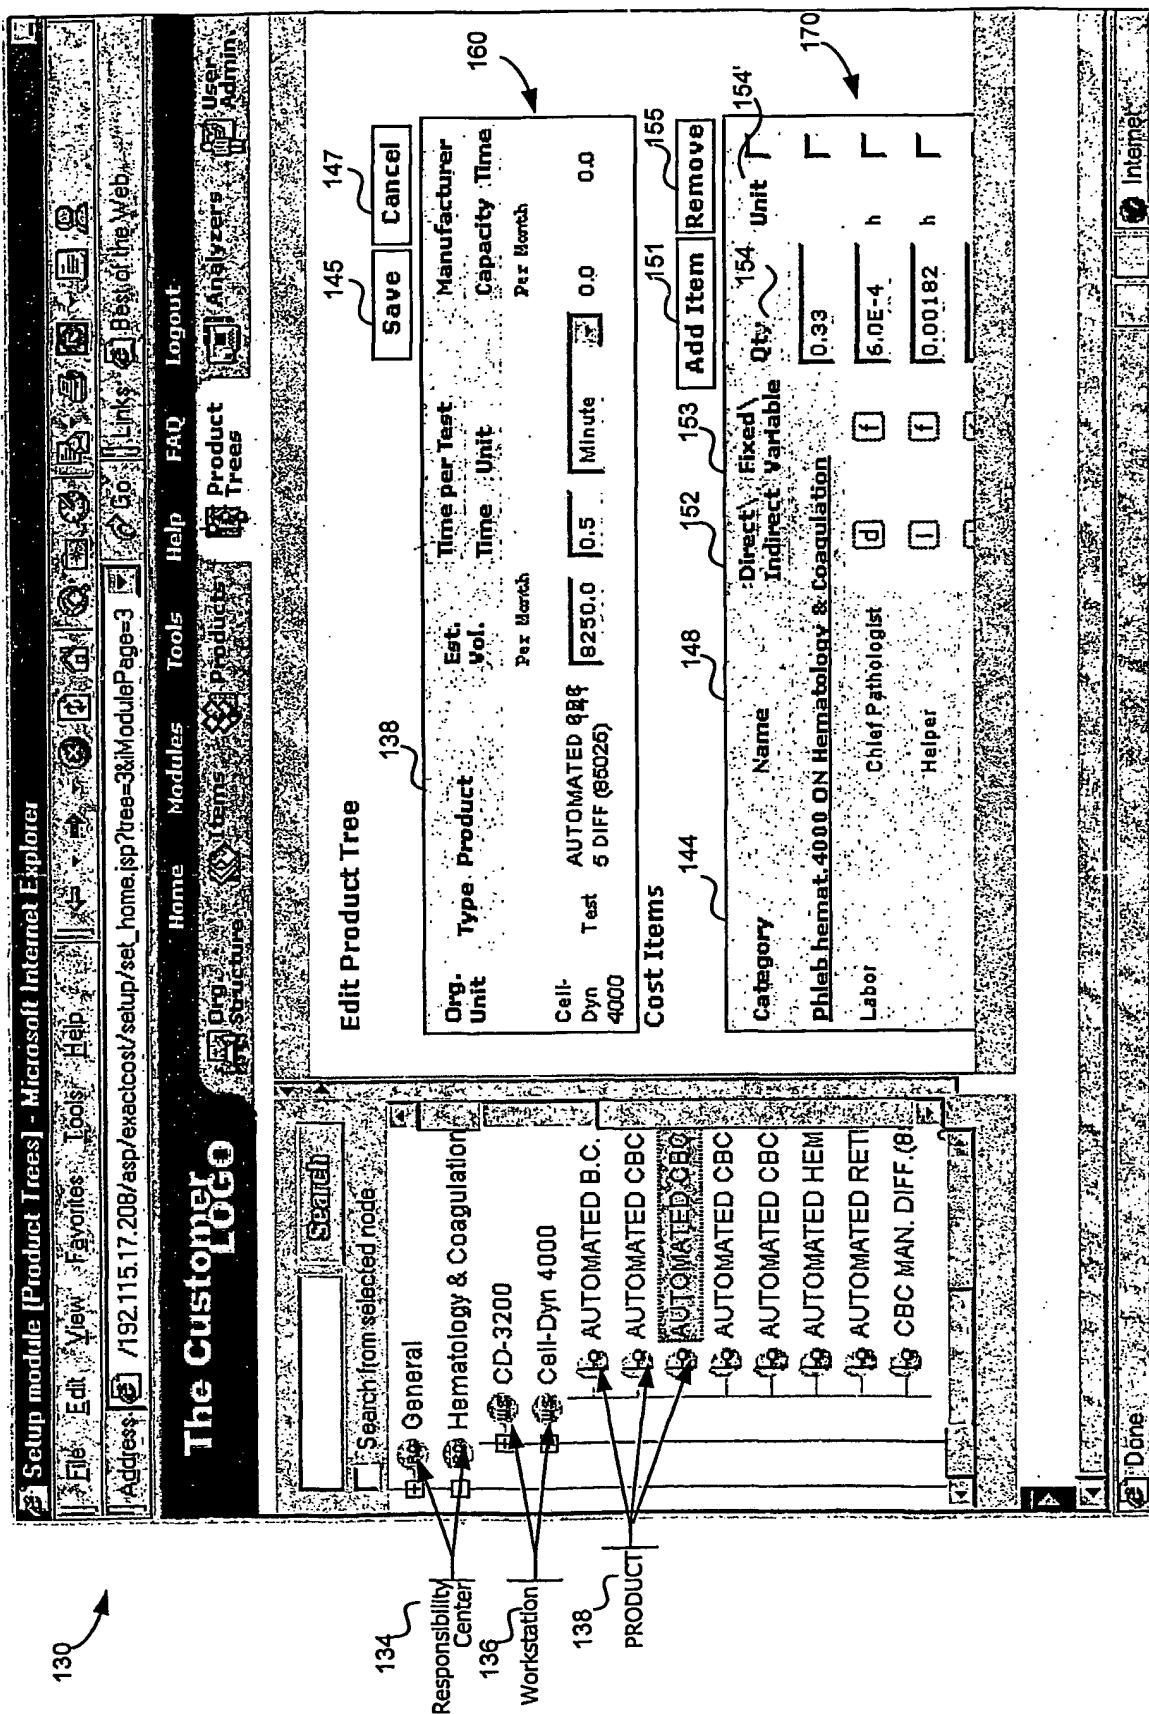 130
Setup module [Product Trees] - Microsoft Internet Explorer
File Edit View Favorites Tools Help
Address /192.115.17.208/asp/exactcost/setup/set_home.jsp?tree=3&iModulePage=3 Go Links Best of the Web
The Customer
LOGO
Home Modules Tools Help FAQ Logout
Org. Structure Items Products Product Trees Analyzers User Admin
Search
Search from selected node
134
Responsibility
Center
136
Workstation
138
PRODUCT
General
Hematology & Coagulation
CD-3200
Cell-Dyn 4000
AUTOMATED B.C.
AUTOMATED CBC
AUTOMATED CBC
AUTOMATED CBC
AUTOMATED CBC
AUTOMATED HEM
AUTOMATED RETI
CBC MAN. DIFF.(8
Edit Product Tree
145 147
Save Cancel
138
160
Org. Unit Type Product Est. Vol. Time per Test Manufacturer
Time Unit Capacity Time
Per Month Per Month
Cell-Dyn 4000 Test AUTOMATED
5 DIFF (85025) 8250.0 0.5 Minute 0.0 0.0
Cost Items
144 148 152 153 151 155
Add Item Remove
154 154'
170
Category Name Direct\ Indirect Fixed\ Variable Qty Unit
Phleb.hemat.4000 ON Hematology & Coagulation 0.33
Labor Chief Pathologist d f 6.0E-4 h
Helper i f 0.00182 h
Done Internet